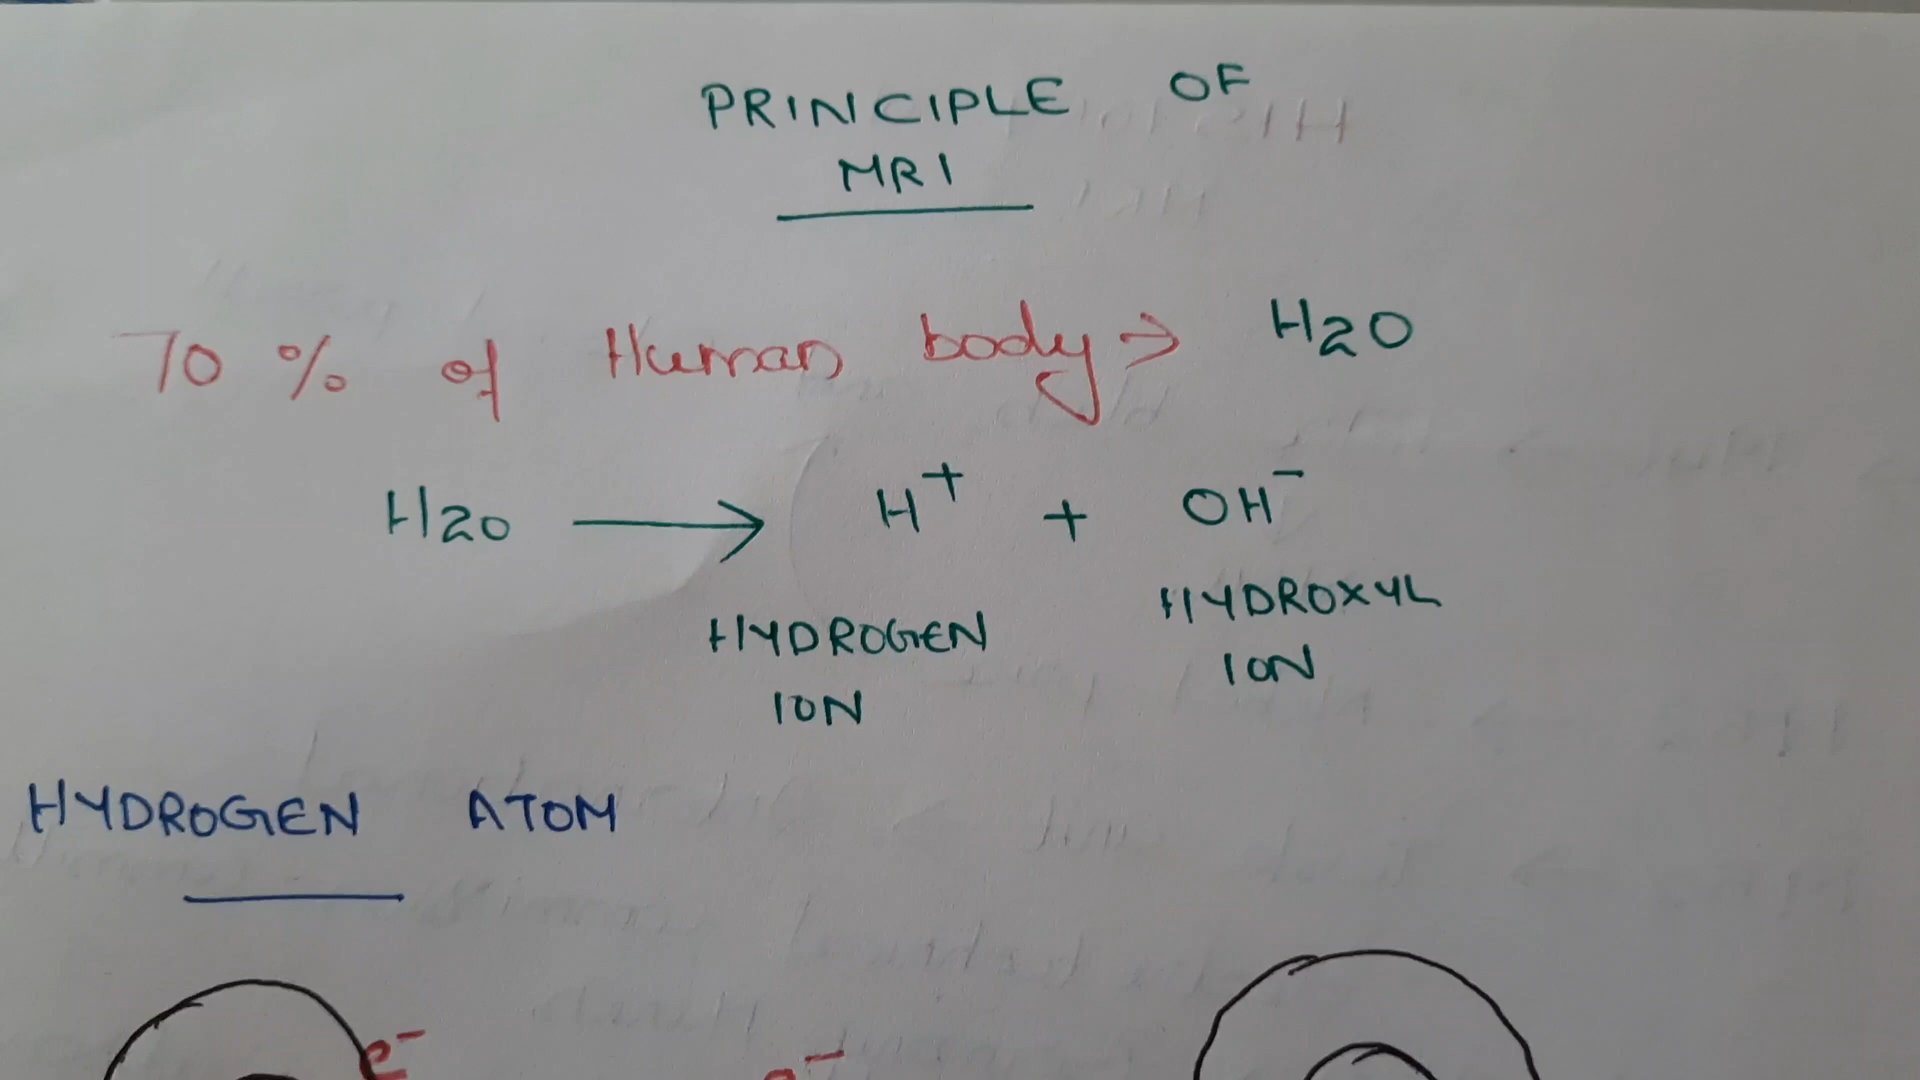 PRINCIPLE OF
MRI
70 % of Human body → H2O
H2O → H⁺ + OH⁻
HYDROGEN HYDROXYL
ION ION
HYDROGEN ATOM
e⁻ e⁻